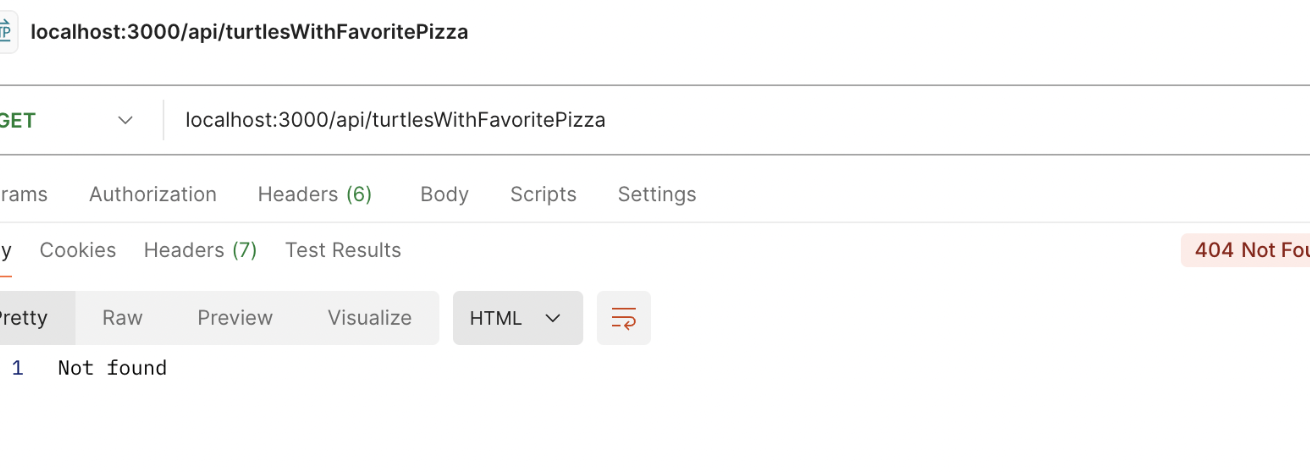 TP localhost:3000/api/turtlesWithFavoritePizza
GET localhost:3000/api/turtlesWithFavoritePizza
rams Authorization Headers (6) Body Scripts Settings
y Cookies Headers (7) Test Results 404 Not Fou
Pretty Raw Preview Visualize HTML
1 Not found